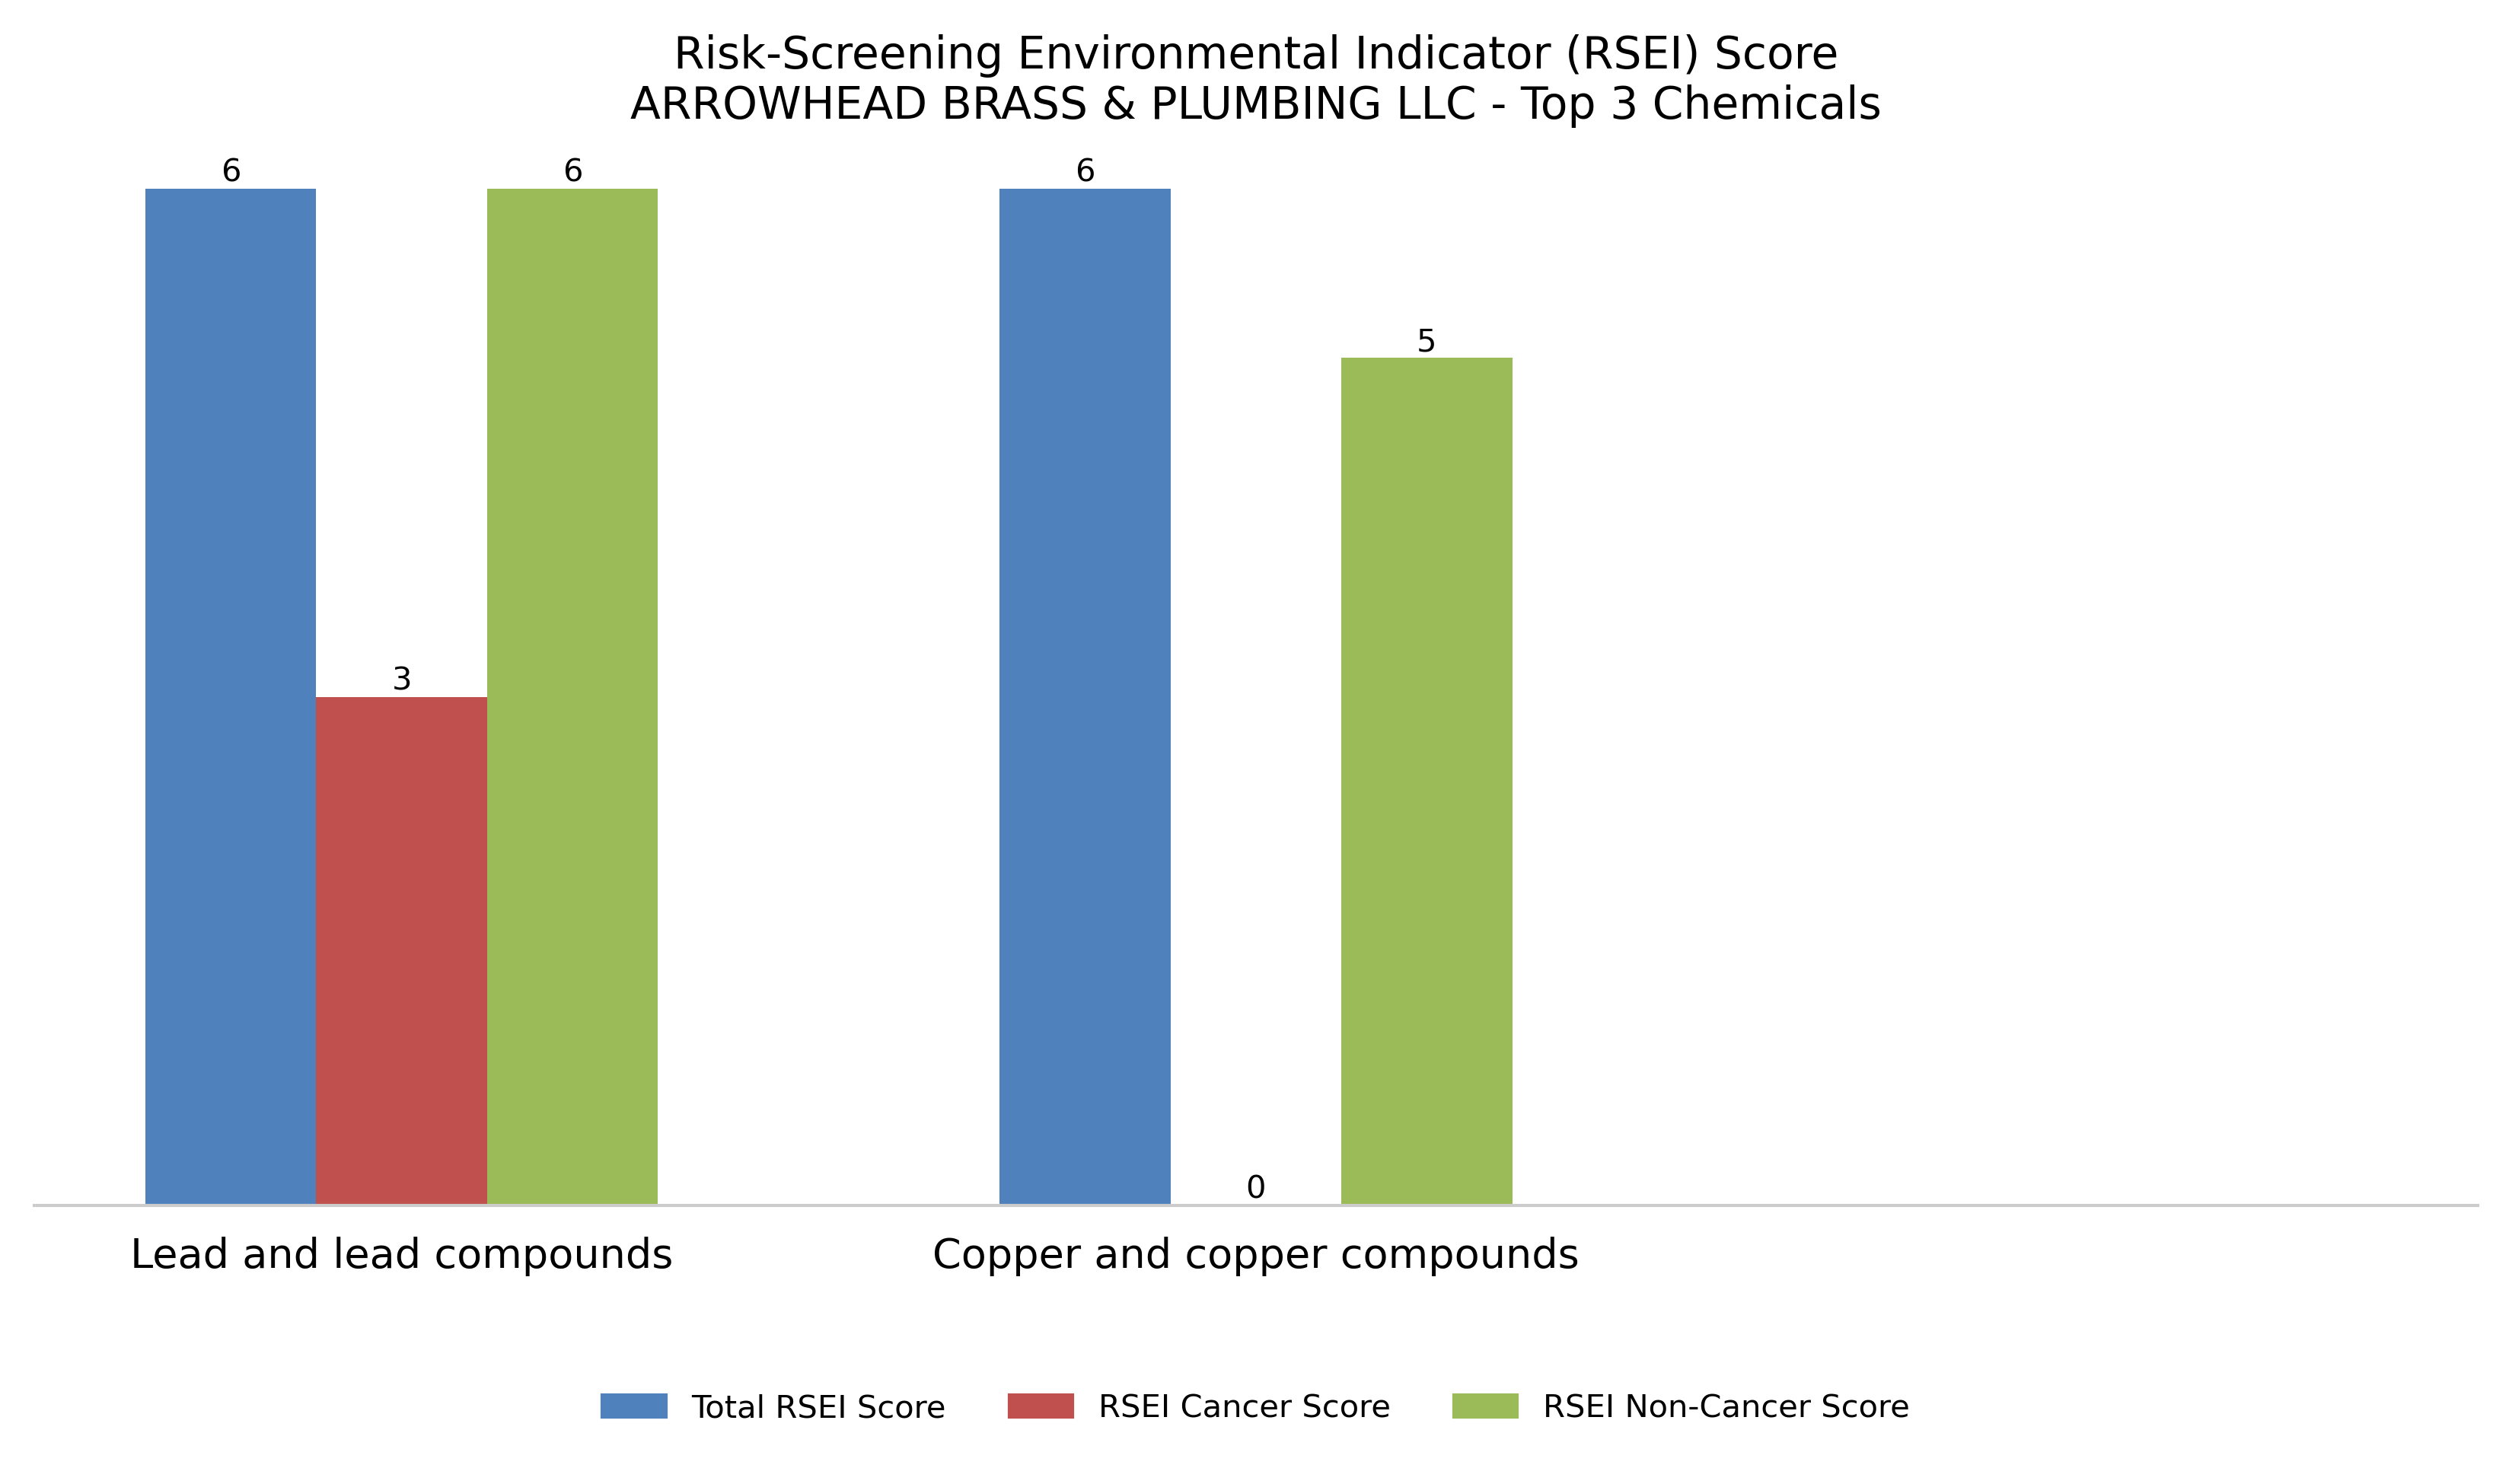 Risk-Screening Environmental Indicator (RSEI) Score
ARROWHEAD BRASS & PLUMBING LLC - Top 3 Chemicals
6
6
6
5
3
0
Lead and lead compounds
Copper and copper compounds
Total RSEI Score
RSEI Cancer Score
RSEI Non-Cancer Score